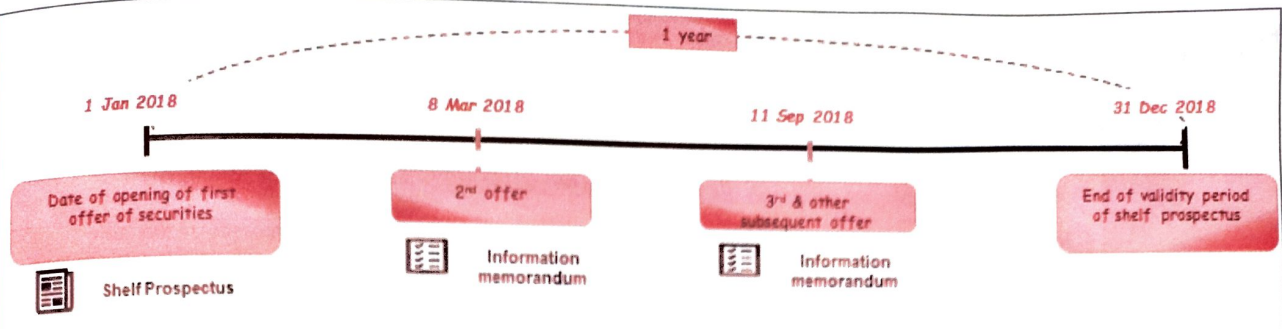 1 year
1 Jan 2018
8 Mar 2018
11 Sep 2018
31 Dec 2018
Date of opening of first
offer of securities
2nd offer
3rd & other
subsequent offer
End of validity period
of shelf prospectus
Shelf Prospectus
Information
memorandum
Information
memorandum